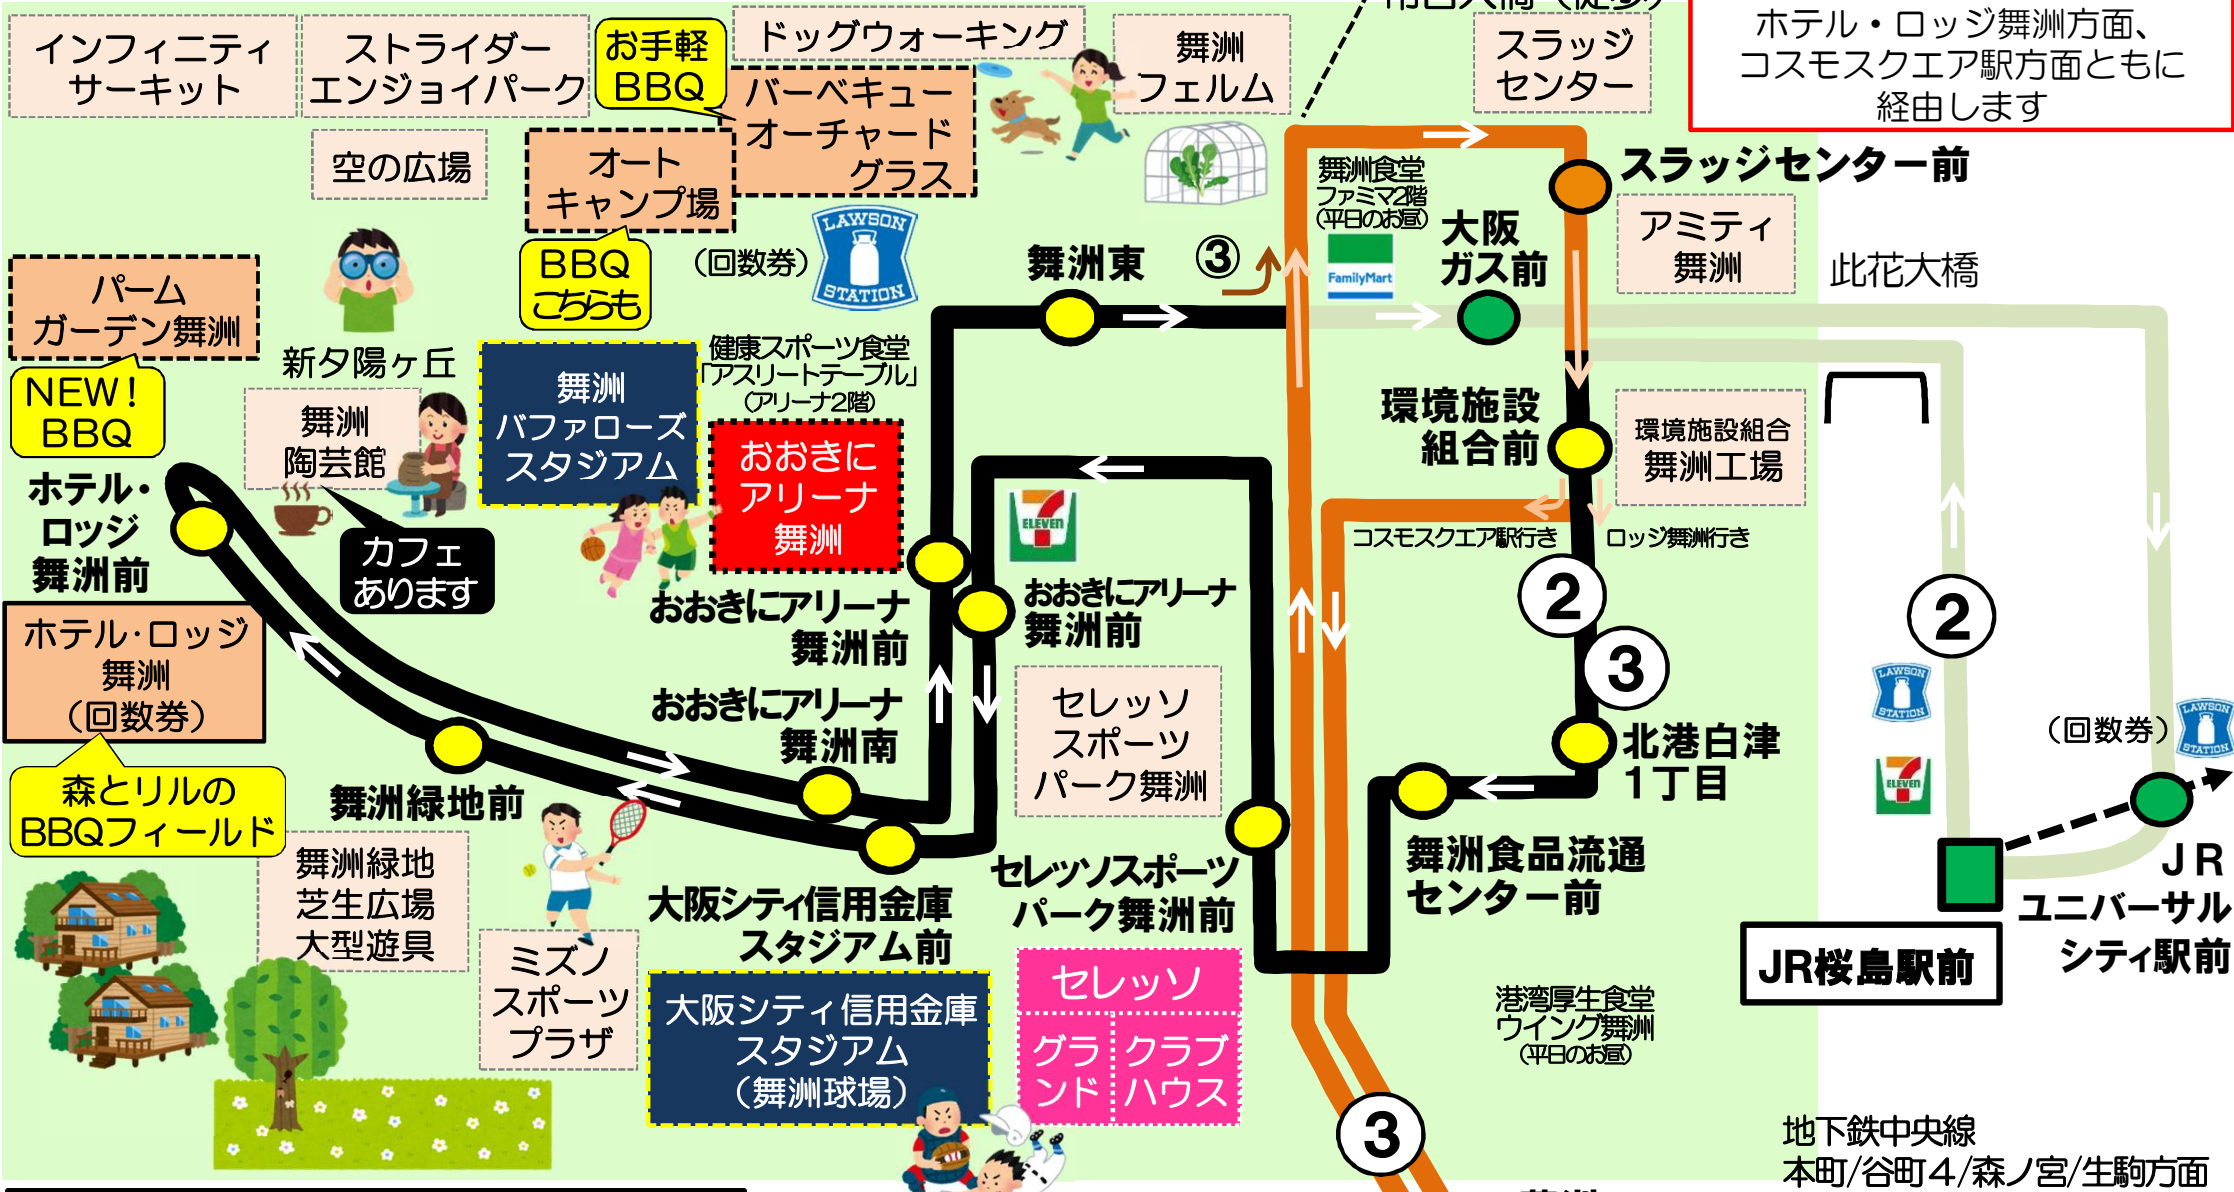 インフィニティ
サーキット
ストライダー
エンジョイパーク
お手軽
BBQ
ドッグウォーキング
バーベキュー
オーチャード
グラス
舞洲
フェルム
スラッジ
センター
ホテル・ロッジ舞洲方面、
コスモスクエア駅方面ともに
経由します
空の広場
オート
キャンプ場
BBQ
こちらも
(回数券)
LAWSON
STATION
舞洲食堂
ファミマ2階
(平日のお昼)
FamilyMart
スラッジセンター前
アミティ
舞洲
大阪
ガス前
此花大橋
舞洲東
③
パーム
ガーデン舞洲
NEW!
BBQ
新夕陽ヶ丘
舞洲
陶芸館
カフェ
あります
舞洲
バファローズ
スタジアム
健康スポーツ食堂
「アスリートテーブル」
(アリーナ2階)
おおきに
アリーナ
舞洲
ELEVEN
環境施設
組合前
環境施設組合
舞洲工場
コスモスクエア駅行き
ロッジ舞洲行き
②
③
②
ホテル・
ロッジ
舞洲前
ホテル・ロッジ
舞洲
(回数券)
森とリルの
BBQフィールド
おおきにアリーナ
舞洲前
おおきにアリーナ
舞洲前
おおきにアリーナ
舞洲南
セレッソ
スポーツ
パーク舞洲
北港白津
1丁目
LAWSON
STATION
ELEVEN
(回数券)
LAWSON
STATION
舞洲緑地前
舞洲緑地
芝生広場
大型遊具
ミズノ
スポーツ
プラザ
大阪シティ信用金庫
スタジアム前
大阪シティ信用金庫
スタジアム
(舞洲球場)
セレッソスポーツ
パーク舞洲前
セレッソ
グラ
ンド
クラブ
ハウス
舞洲食品流通
センター前
港湾厚生食堂
ウイング舞洲
(平日のお昼)
③
JR
ユニバーサル
シティ駅前
JR桜島駅前
地下鉄中央線
本町/谷町4/森ノ宮/生駒方面